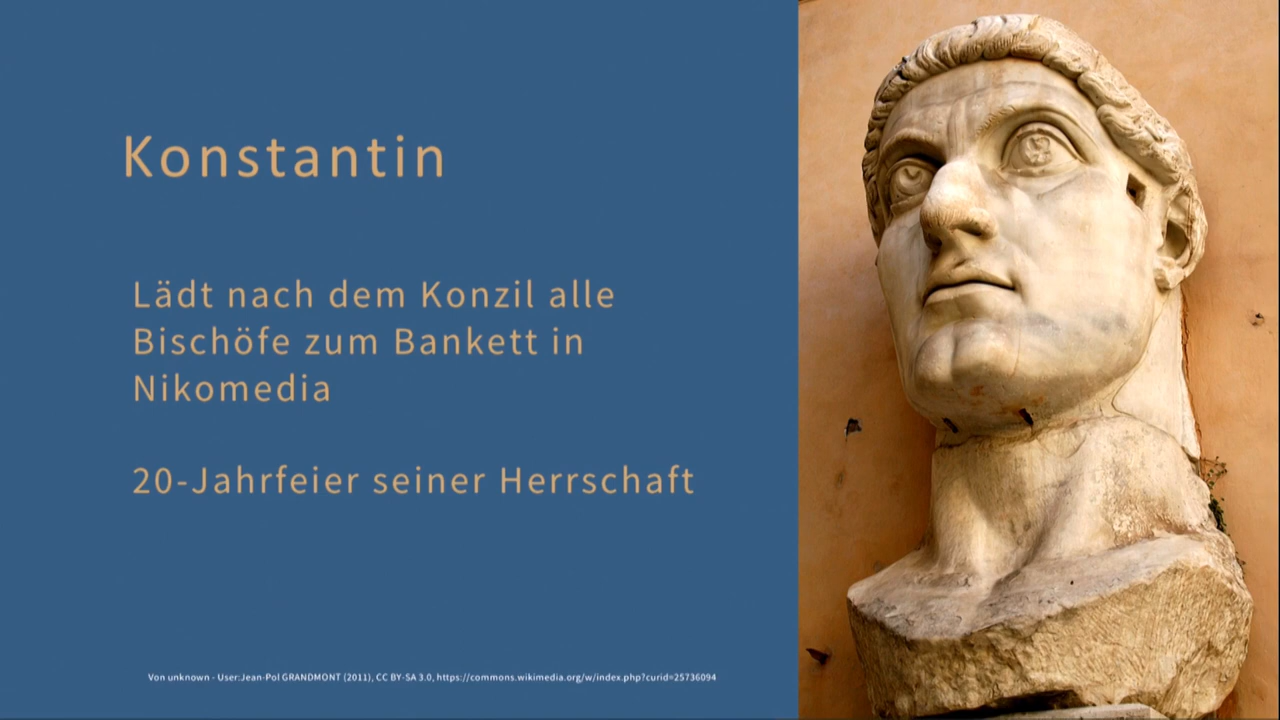 Konstantin
Lädt nach dem Konzil alle
Bischöfe zum Bankett in
Nikomedia
20-Jahrfeier seiner Herrschaft
Von unknown - User:Jean-Pol GRANDMONT (2011), CC BY-SA 3.0, https://commons.wikimedia.org/w/index.php?curid=25736094